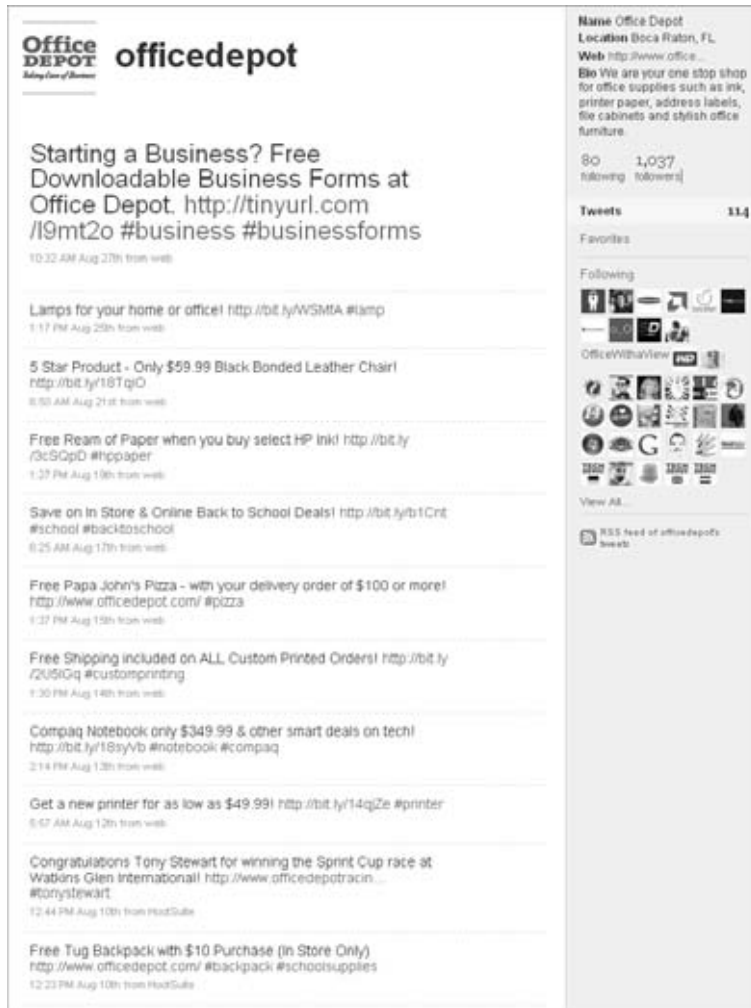 Office
DEPOT
Taking Care of Business
officedepot
Starting a Business? Free
Downloadable Business Forms at
Office Depot. http://tinyurl.com
/l9mt2o #business #businessforms
10:32 AM Aug 27th from web
Lamps for your home or office! http://bit.ly/WSMfA #lamp
1:17 PM Aug 25th from web
5 Star Product - Only $59.99 Black Bonded Leather Chair!
http://bit.ly/18TqiO
6:50 AM Aug 21st from web
Free Ream of Paper when you buy select HP Ink! http://bit.ly
/3cSQpD #hppaper
1:37 PM Aug 19th from web
Save on In Store & Online Back to School Deals! http://bit.ly/b1Cnt
#school #backtoschool
6:25 AM Aug 17th from web
Free Papa John's Pizza - with your delivery order of $100 or more!
http://www.officedepot.com/ #pizza
1:37 PM Aug 15th from web
Free Shipping included on ALL Custom Printed Orders! http://bit.ly
/2U5IGq #customprinting
1:30 PM Aug 14th from web
Compaq Notebook only $349.99 & other smart deals on tech!
http://bit.ly/18syVb #notebook #compaq
2:14 PM Aug 13th from web
Get a new printer for as low as $49.99! http://bit.ly/14qjZe #printer
5:57 AM Aug 12th from web
Congratulations Tony Stewart for winning the Sprint Cup race at
Watkins Glen International! http://www.officedepotracin...
#tonystewart
12:44 PM Aug 10th from HootSuite
Free Tug Backpack with $10 Purchase (In Store Only)
http://www.officedepot.com/ #backpack #schoolsupplies
12:23 PM Aug 10th from HootSuite
Name Office Depot
Location Boca Raton, FL
Web http://www.office...
Bio We are your one stop shop
for office supplies such as ink,
printer paper, address labels,
file cabinets and stylish office
furniture.
80 1,037
following followers
Tweets 114
Favorites
Following
OfficeWithaView
View All...
RSS feed of officedepot's
tweets